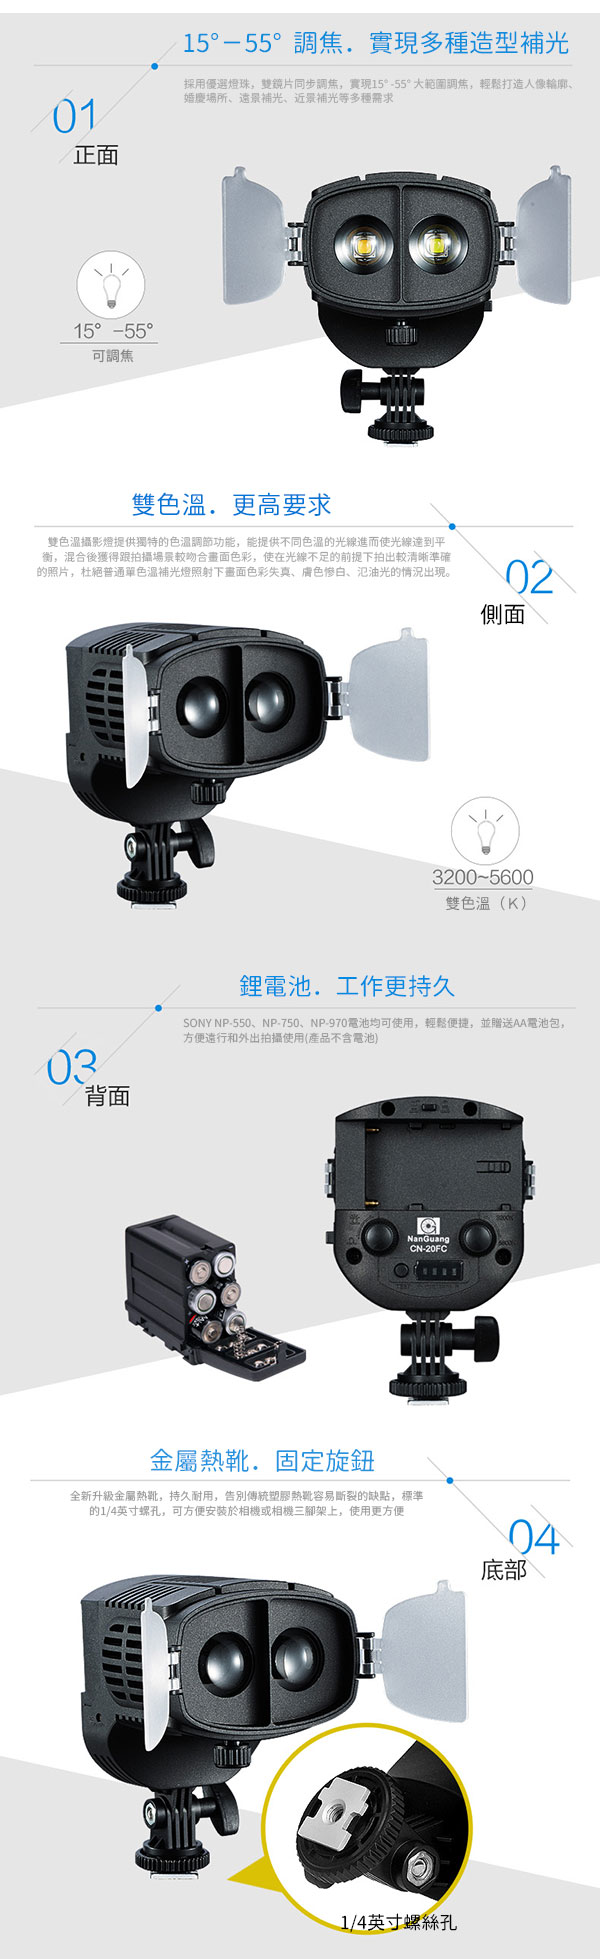 15°－55° 調焦．實現多種造型補光
採用優選燈珠，雙鏡片同步調焦，實現15° -55° 大範圍調焦，輕鬆打造人像輪廓、
婚慶場所、遠景補光、近景補光等多種需求
01
正面
15° -55°
可調焦
雙色溫．更高要求
雙色溫攝影燈提供獨特的色溫調節功能，能提供不同色溫的光線進而使光線達到平
衡，混合後獲得跟拍攝場景較吻合畫面色彩，使在光線不足的前提下拍出較清晰準確
的照片，杜絕普通單色溫補光燈照射下畫面色彩失真、膚色慘白、氾油光的情況出現。
02
側面
3200~5600
雙色溫（K）
鋰電池．工作更持久
SONY NP-550、NP-750、NP-970電池均可使用，輕鬆便捷，並贈送AA電池包，
方便遠行和外出拍攝使用(產品不含電池)
03
背面
NanGuang
CN-20FC
金屬熱靴．固定旋鈕
全新升級金屬熱靴，持久耐用，告別傳統塑膠熱靴容易斷裂的缺點，標準
的1/4英寸螺孔，可方便安裝於相機或相機三腳架上，使用更方便
04
底部
1/4英寸螺絲孔